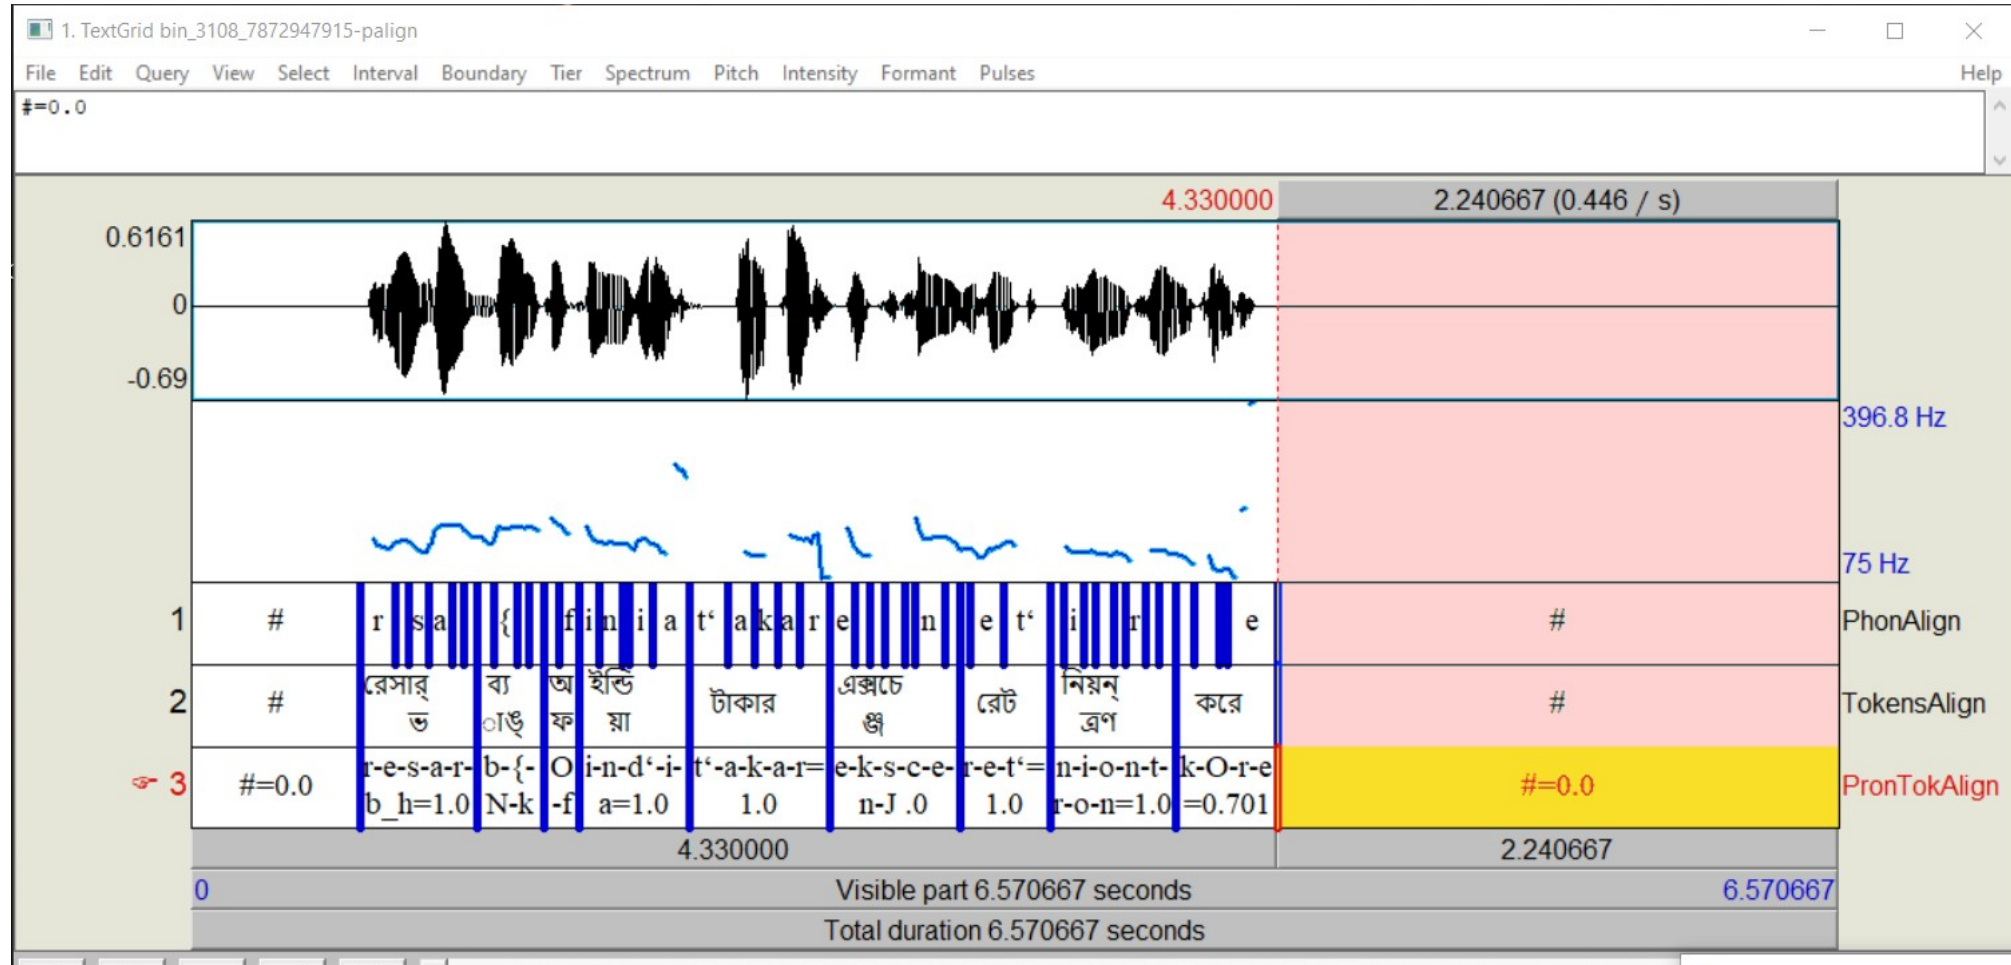 1. TextGrid bin_3108_7872947915-palign
File Edit Query View Select Interval Boundary Tier Spectrum Pitch Intensity Formant Pulses Help
#=0.0
4.330000 2.240667 (0.446 / s)
0.6161
0
-0.69
396.8 Hz
75 Hz
1 # r s a { f i n i a t‘ a k a r e n e t‘ i r e # PhonAlign
2 # রেসার্ভ ব্যাঙ্ অফ ইন্ডিয়া টাকার এক্সচেঞ্জ রেট নিয়ন্ত্রণ করে # TokensAlign
3 #=0.0 r-e-s-a-r-b_h=1.0 b-{-N-k O-f i-n-d‘-i-a=1.0 t‘-a-k-a-r=1.0 e-k-s-c-e-n-J .0 r-e-t‘=1.0 n-i-o-n-t-r-o-n=1.0 k-O-r-e=0.701 #=0.0 PronTokAlign
4.330000 2.240667
0 Visible part 6.570667 seconds 6.570667
Total duration 6.570667 seconds